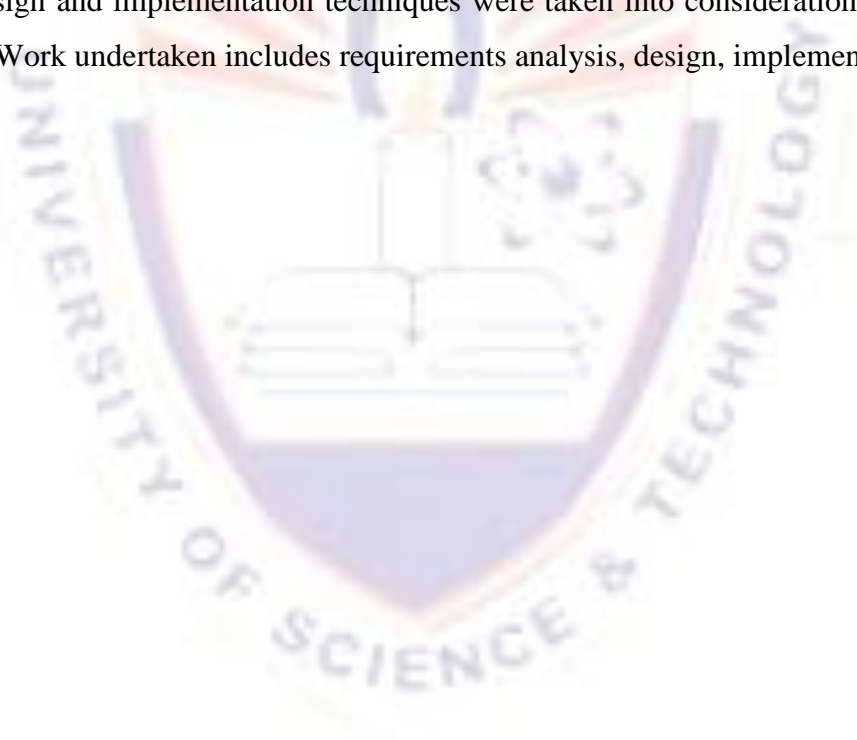 sign and implementation techniques were taken into consideration
Work undertaken includes requirements analysis, design, implemen
UNIVERSITY OF SCIENCE & TECHNOLOGY